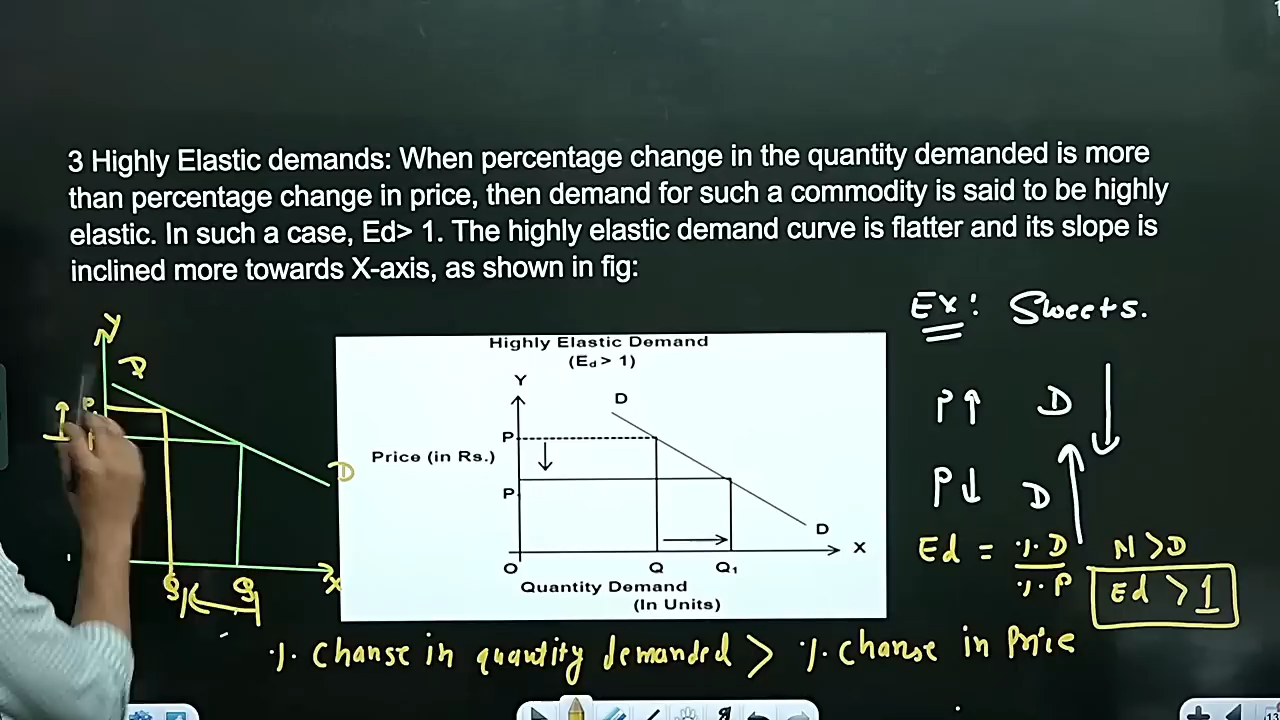 3 Highly Elastic demands: When percentage change in the quantity demanded is more
than percentage change in price, then demand for such a commodity is said to be highly
elastic. In such a case, Ed> 1. The highly elastic demand curve is flatter and its slope is
inclined more towards X-axis, as shown in fig:
Ex: Sweets.
Y
D
P
D
Q1 Q
X
Highly Elastic Demand
(Ed > 1)
Y
D
P
Price (in Rs.)
P
D
X
O Q Q1
Quantity Demand
(In Units)
P↑ D ↓
P↓ D ↑
Ed = %D / %P N>D
Ed > 1
% Change in quantity demanded > % Change in Price